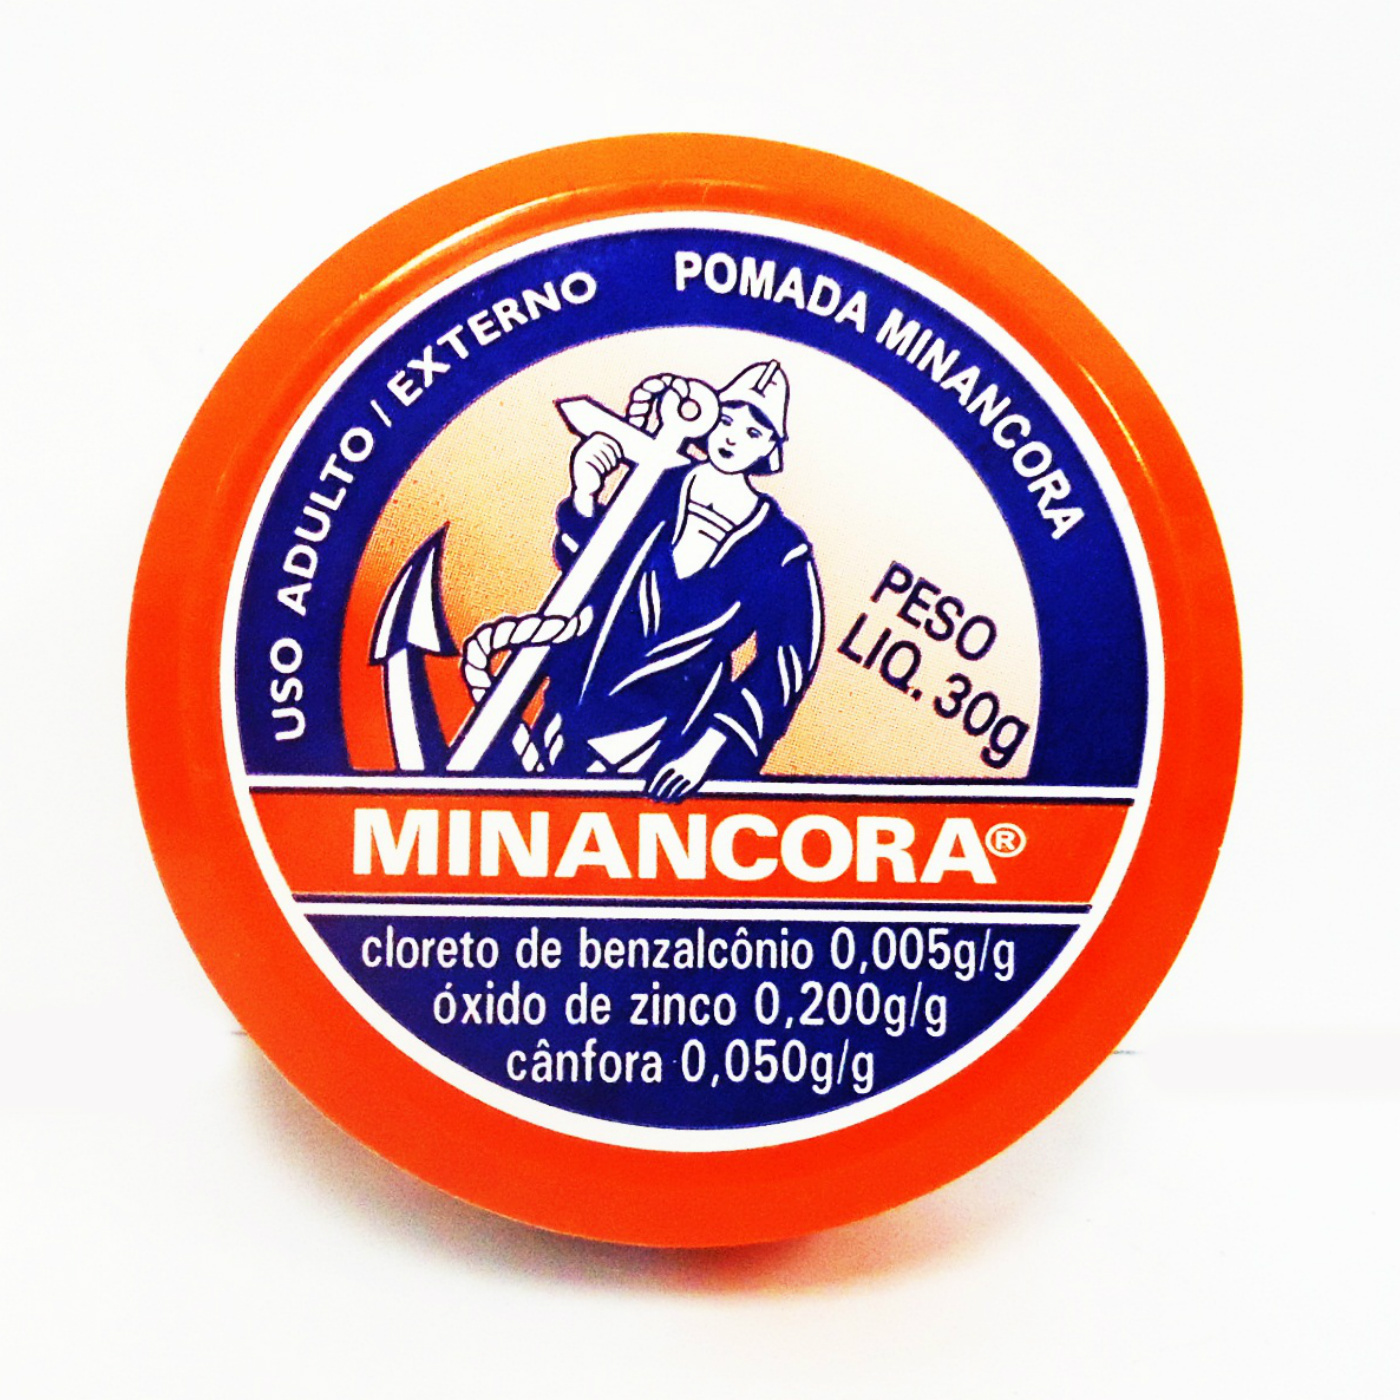 USO ADULTO / EXTERNO
POMADA MINANCORA
PESO
LIQ. 30g
MINANCORA®
cloreto de benzalcônio 0,005g/g
óxido de zinco 0,200g/g
cânfora 0,050g/g